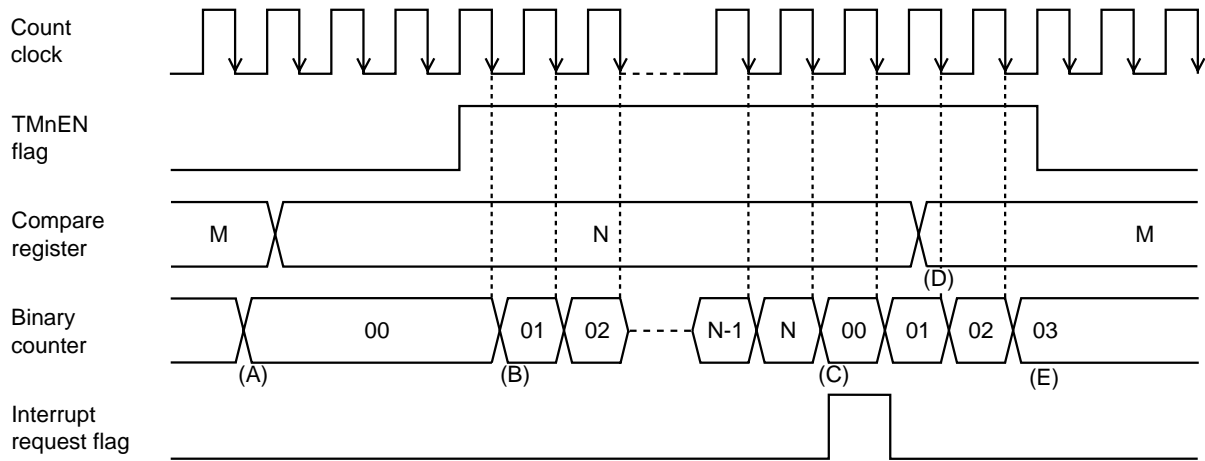 Count
clock
TMnEN
flag
Compare
register
M
N
M
(D)
Binary
counter
00
01
02
N-1
N
00
01
02
03
(A)
(B)
(C)
(E)
Interrupt
request flag